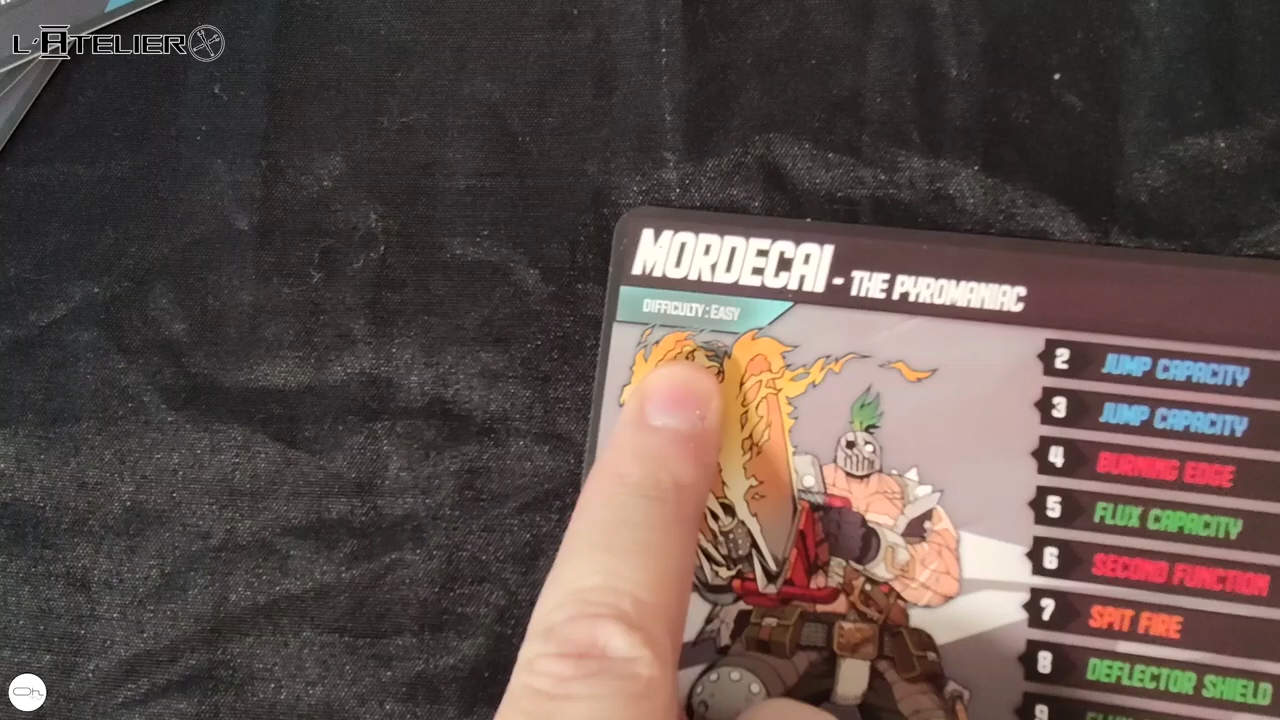 L'ATELIER
MORDECAI - THE PYROMANIAC
DIFFICULTY : EASY
2 JUMP CAPACITY
3 JUMP CAPACITY
4 BURNING EDGE
5 FLUX CAPACITY
6 SECOND FUNCTION
7 SPIT FIRE
8 DEFLECTOR SHIELD
9